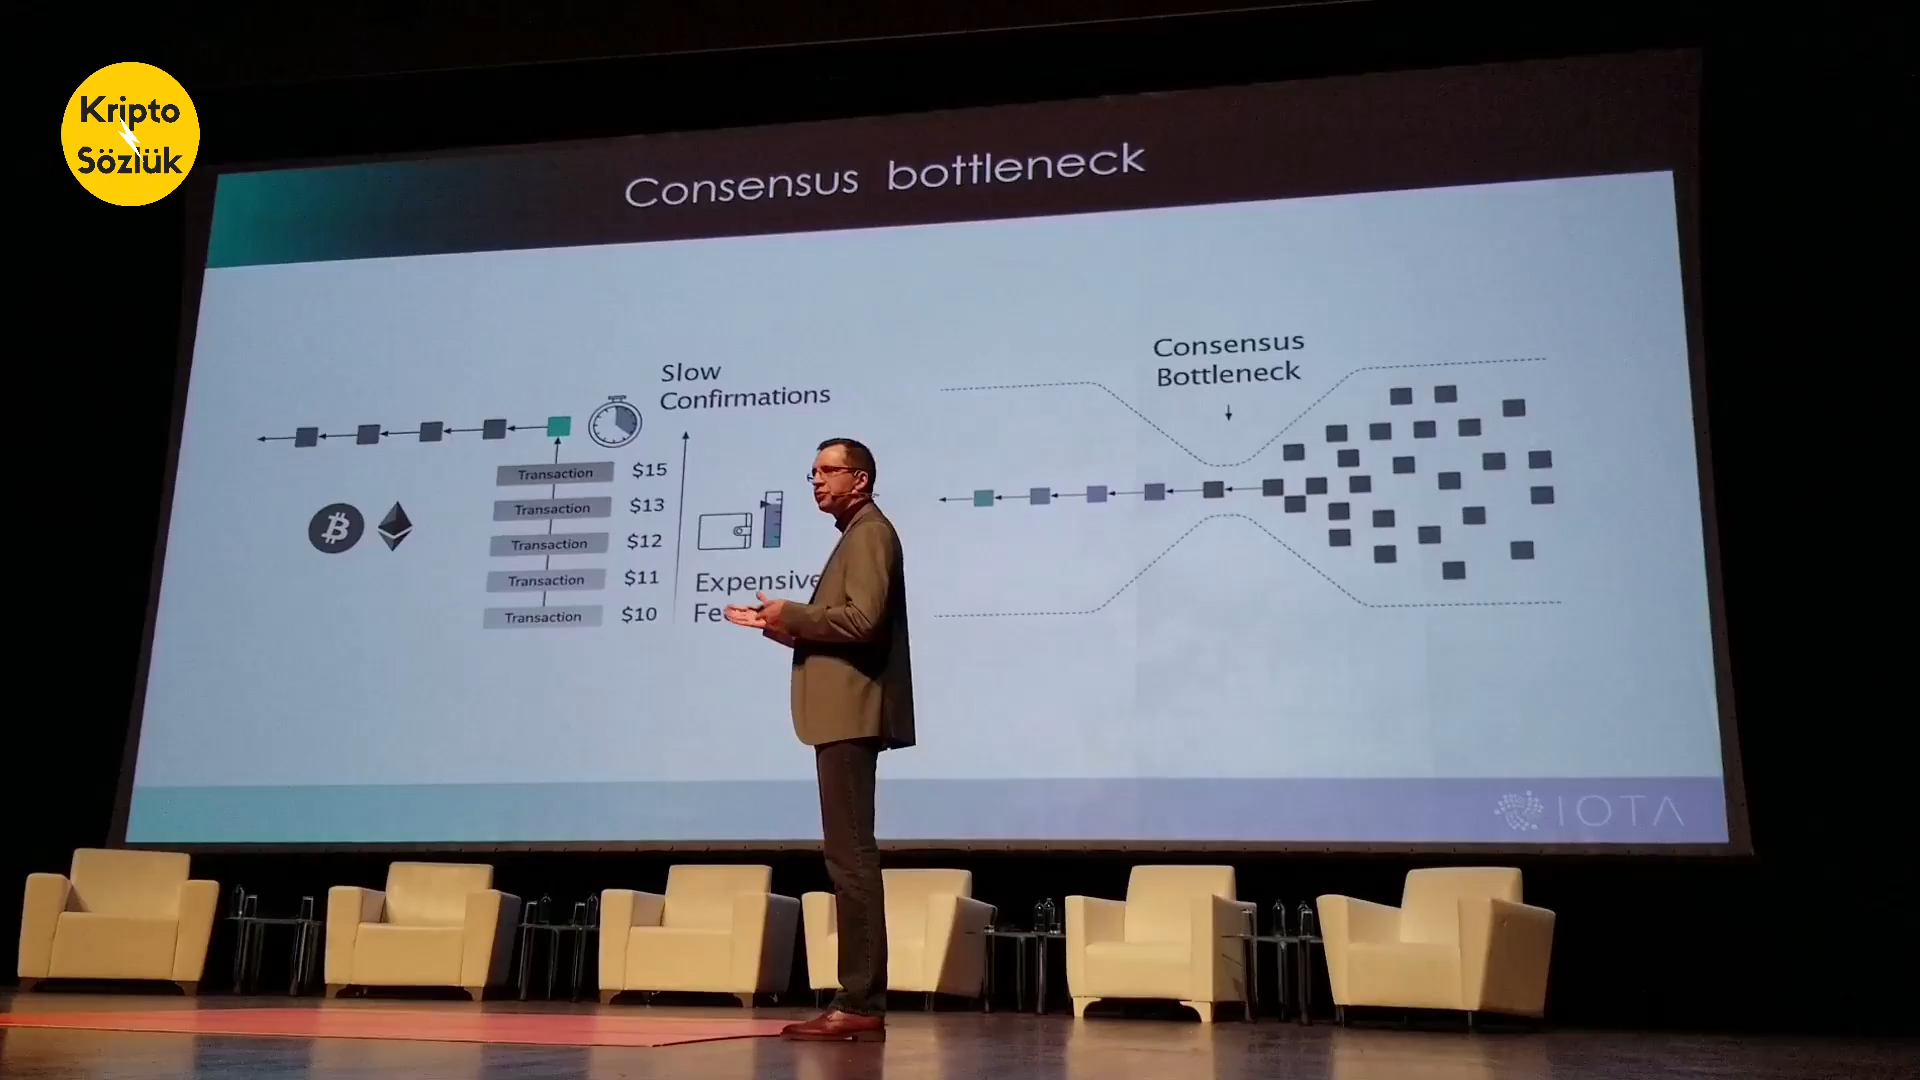 Kripto
Sözlük
Consensus bottleneck
Slow
Confirmations
Transaction $15
Transaction $13
Transaction $12
Transaction $11
Transaction $10
Expensive
Consensus
Bottleneck
IOTA